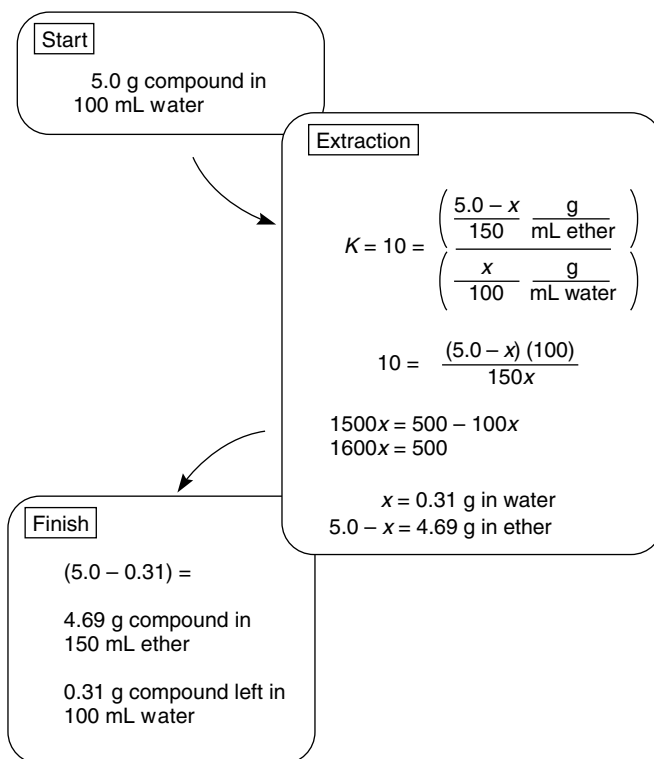 Start
5.0 g compound in
100 mL water
Extraction
K = 10 = ( (5.0 – x)/150 g/mL ether ) / ( x/100 g/mL water )
10 = (5.0 – x) (100) / 150x
1500x = 500 – 100x
1600x = 500
x = 0.31 g in water
5.0 – x = 4.69 g in ether
Finish
(5.0 – 0.31) =
4.69 g compound in
150 mL ether
0.31 g compound left in
100 mL water